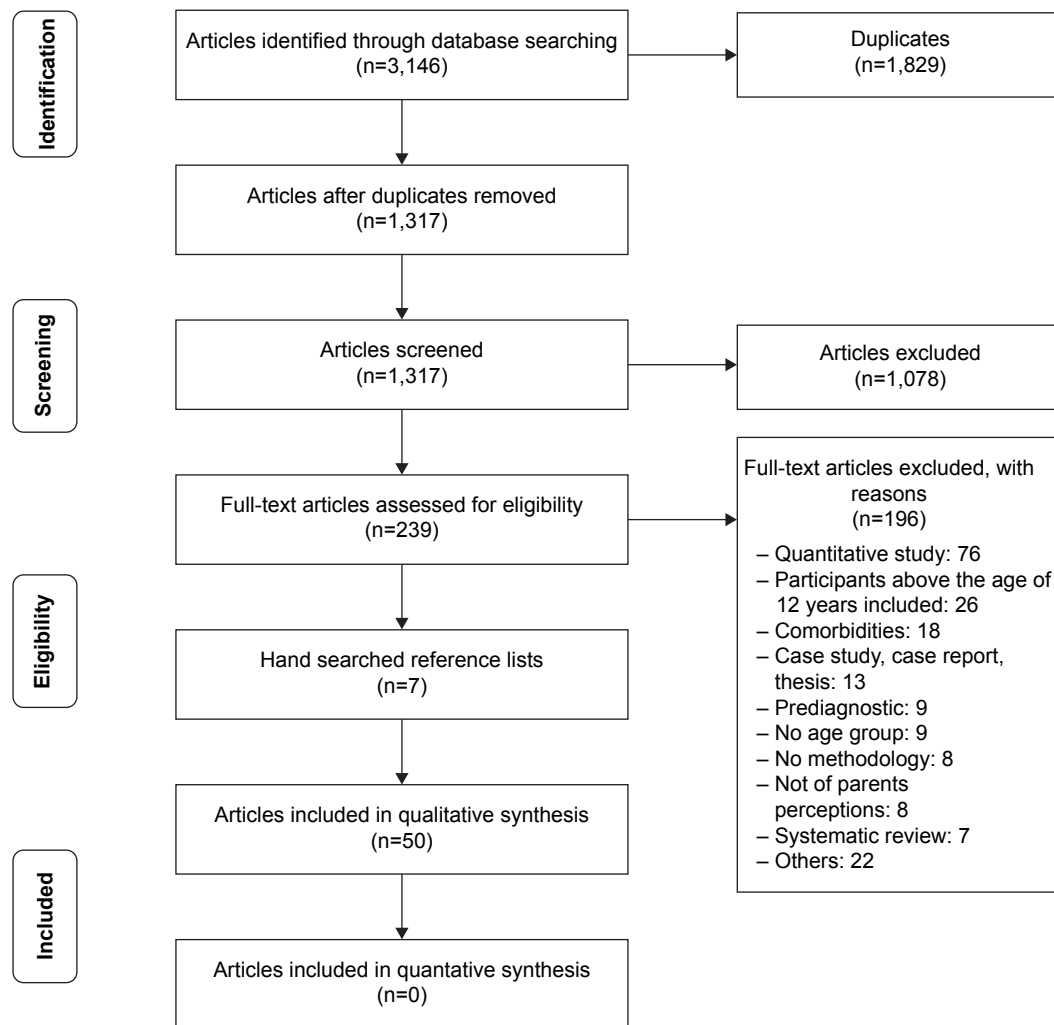 Identification
Articles identified through database searching
(n=3,146)
Duplicates
(n=1,829)
Articles after duplicates removed
(n=1,317)
Screening
Articles screened
(n=1,317)
Articles excluded
(n=1,078)
Eligibility
Full-text articles assessed for eligibility
(n=239)
Full-text articles excluded, with
reasons
(n=196)
– Quantitative study: 76
– Participants above the age of
12 years included: 26
– Comorbidities: 18
– Case study, case report,
thesis: 13
– Prediagnostic: 9
– No age group: 9
– No methodology: 8
– Not of parents
perceptions: 8
– Systematic review: 7
– Others: 22
Hand searched reference lists
(n=7)
Included
Articles included in qualitative synthesis
(n=50)
Articles included in quantative synthesis
(n=0)